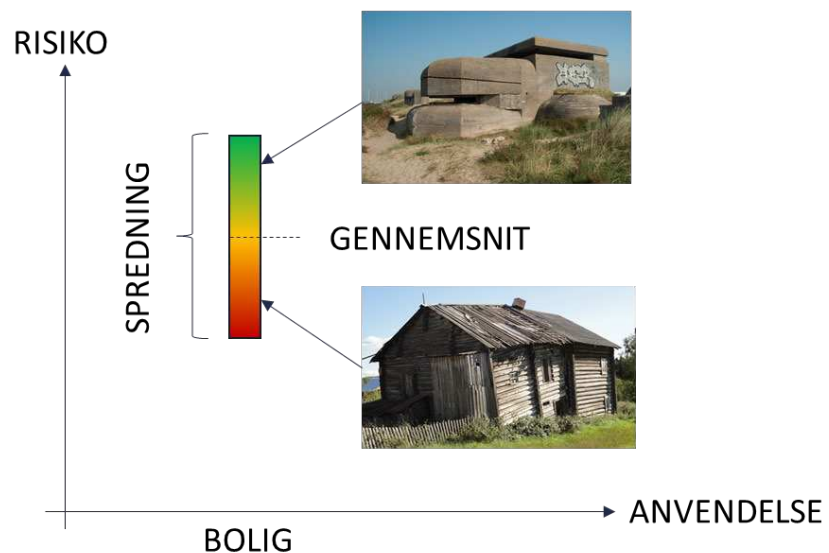 RISIKO
SPREDNING
GENNEMSNIT
ANVENDELSE
BOLIG